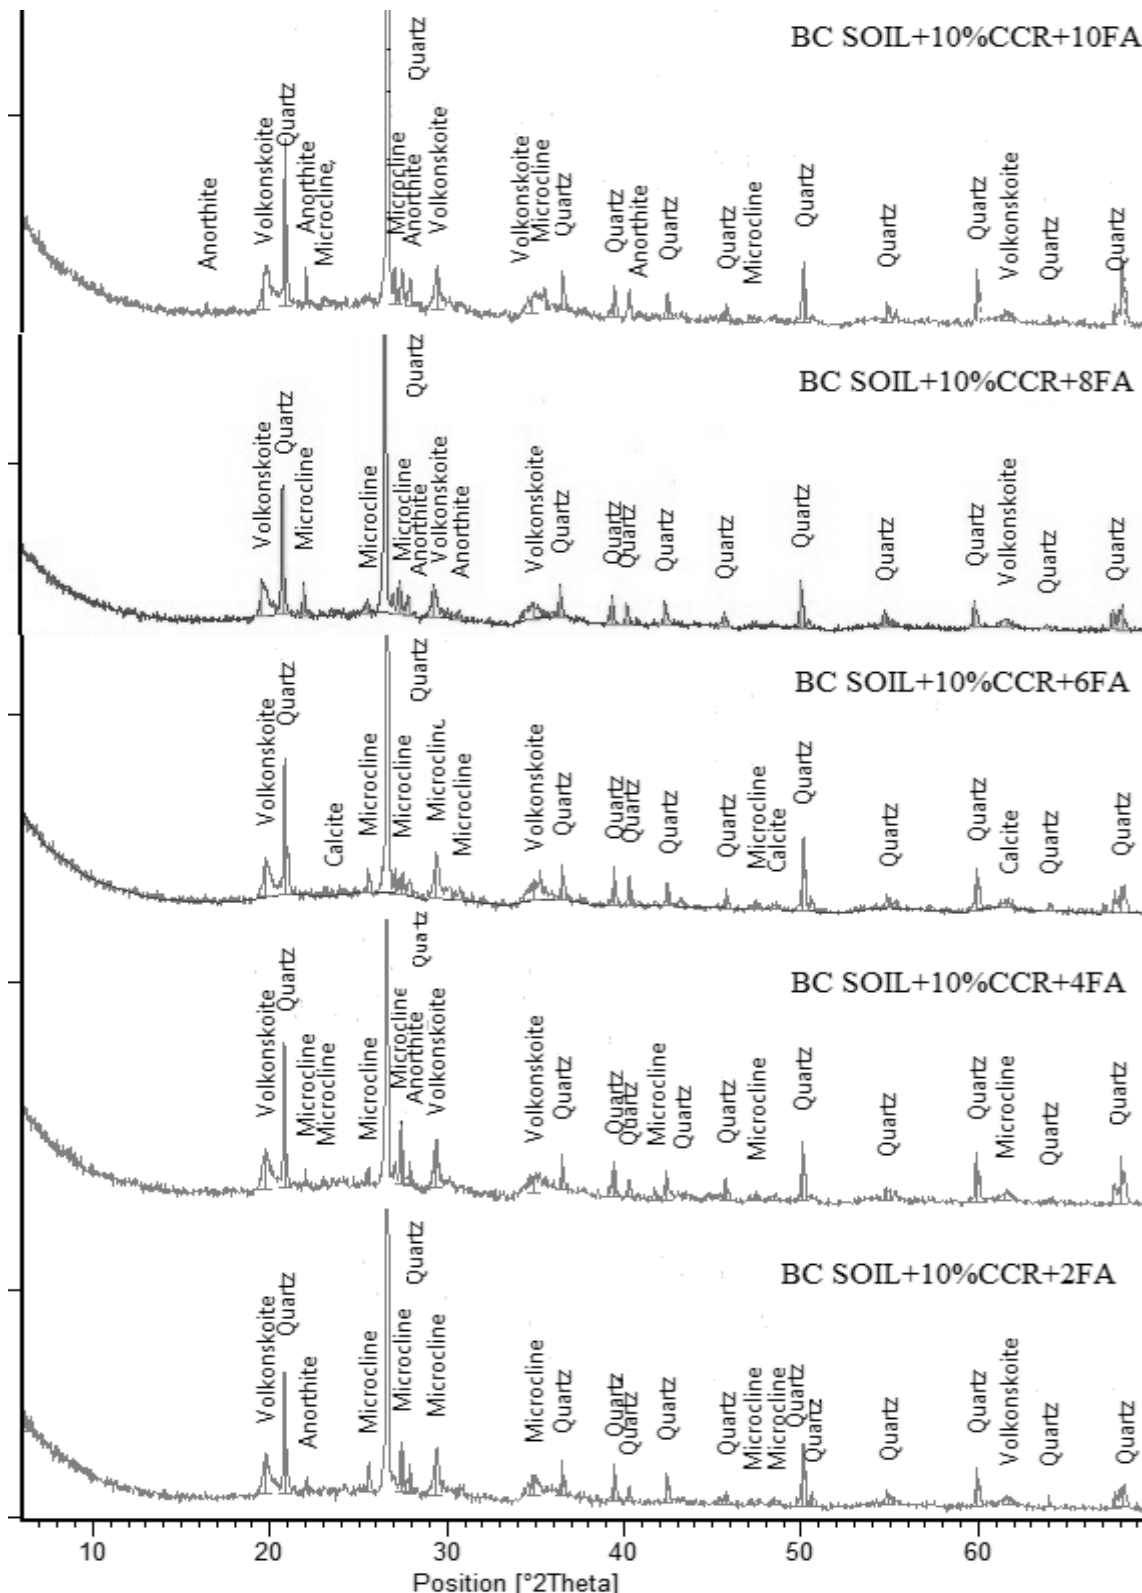 BC SOIL+10%CCR+10FA
Anorthite
Volkonskoite
Quartz
Anorthite
Microcline,
Quartz
Microcline
Anorthite
Volkonskoite
Volkonskoite
Microcline
Quartz
Quartz
Anorthite
Quartz
Quartz
Microcline
Quartz
Quartz
Quartz
Volkonskoite
Quartz
Quartz
BC SOIL+10%CCR+8FA
Volkonskoite
Quartz
Microcline
Microcline
Quartz
Microcline
Anorthite
Volkonskoite
Anorthite
Volkonskoite
Quartz
Quartz
Quartz
Quartz
Quartz
Quartz
Quartz
Quartz
Volkonskoite
Quartz
Quartz
BC SOIL+10%CCR+6FA
Volkonskoite
Quartz
Calcite
Microcline
Quartz
Microcline
Microcline
Microcline
Volkonskoite
Quartz
Quartz
Quartz
Quartz
Quartz
Microcline
Calcite
Quartz
Quartz
Quartz
Calcite
Quartz
Quartz
BC SOIL+10%CCR+4FA
Volkonskoite
Quartz
Microcline
Microcline
Microcline
Quartz
Microcline
Anorthite
Volkonskoite
Volkonskoite
Quartz
Quartz
Quartz
Microcline
Quartz
Quartz
Microcline
Quartz
Quartz
Quartz
Microcline
Quartz
Quartz
BC SOIL+10%CCR+2FA
Volkonskoite
Quartz
Anorthite
Microcline
Quartz
Microcline
Microcline
Microcline
Quartz
Quartz
Quartz
Quartz
Quartz
Microcline
Microcline
Quartz
Quartz
Quartz
Quartz
Volkonskoite
Quartz
Quartz
10 20 30 40 50 60
Position [°2Theta]